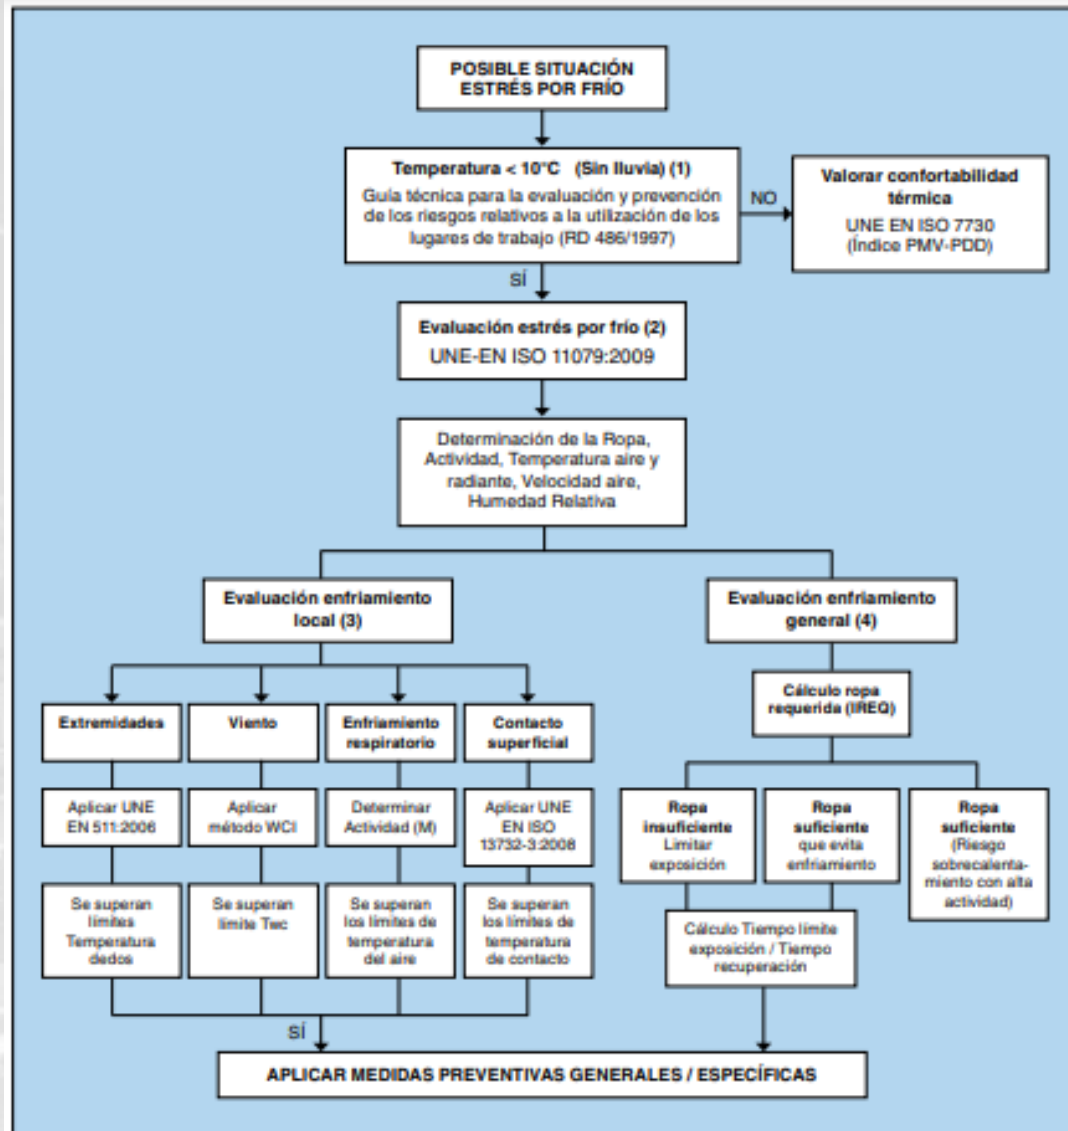 POSIBLE SITUACIÓN
ESTRÉS POR FRÍO
Temperatura < 10°C (Sin lluvia) (1)
Guía técnica para la evaluación y prevención
de los riesgos relativos a la utilización de los
lugares de trabajo (RD 486/1997)
NO
Valorar confortabilidad
térmica
UNE EN ISO 7730
(Índice PMV-PDD)
SÍ
Evaluación estrés por frío (2)
UNE-EN ISO 11079:2009
Determinación de la Ropa,
Actividad, Temperatura aire y
radiante, Velocidad aire,
Humedad Relativa
Evaluación enfriamiento
local (3)
Evaluación enfriamiento
general (4)
Cálculo ropa
requerida (IREQ)
Extremidades
Viento
Enfriamiento
respiratorio
Contacto
superficial
Aplicar UNE
EN 511:2006
Aplicar
método WCI
Determinar
Actividad (M)
Aplicar UNE
EN ISO
13732-3:2008
Ropa
insuficiente
Limitar
exposición
Ropa
suficiente
que evita
enfriamiento
Ropa
suficiente
(Riesgo
sobrecalenta-
miento con alta
actividad)
Se superan
límites
Temperatura
dedos
Se superan
límite Twc
Se superan
los límites de
temperatura
del aire
Se superan
los límites de
temperatura
de contacto
Cálculo Tiempo límite
exposición / Tiempo
recuperación
SÍ
APLICAR MEDIDAS PREVENTIVAS GENERALES / ESPECÍFICAS